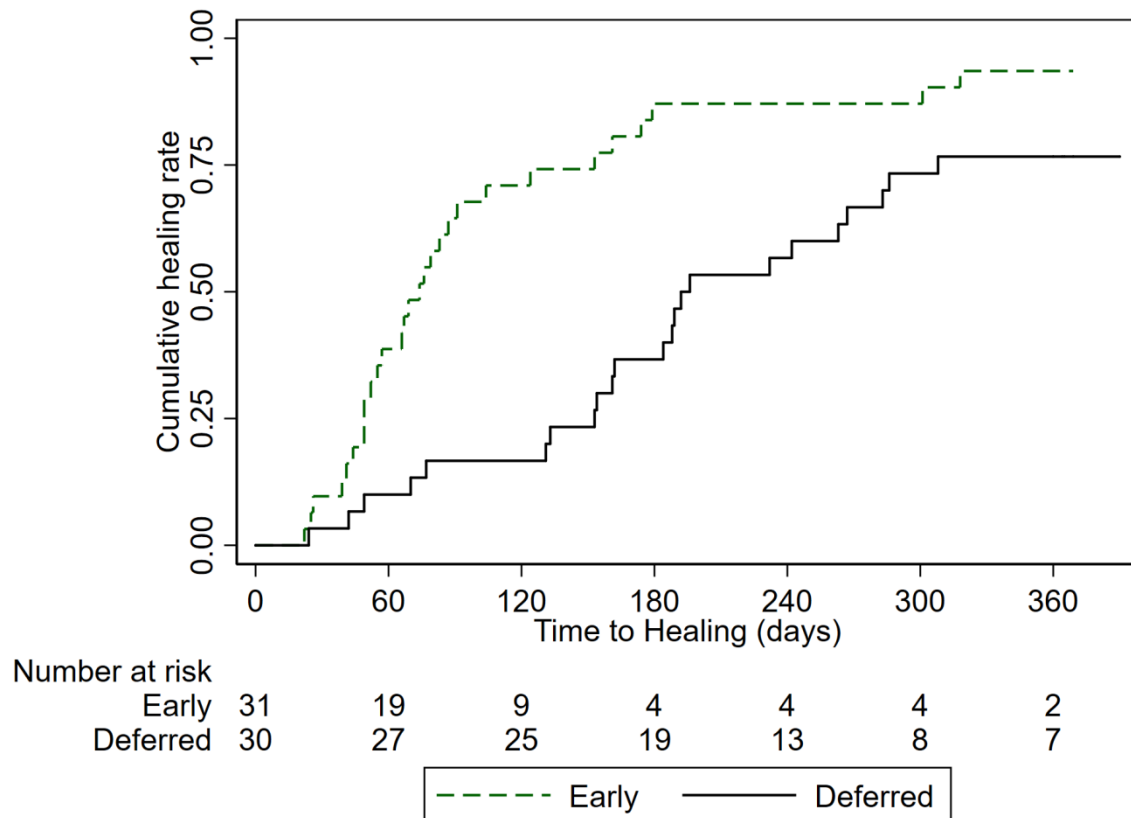 1.00
0.75
0.50
0.25
0.00
Cumulative healing rate
0 60 120 180 240 300 360
Time to Healing (days)
Number at risk
Early 31 19 9 4 4 4 2
Deferred 30 27 25 19 13 8 7
Early Deferred